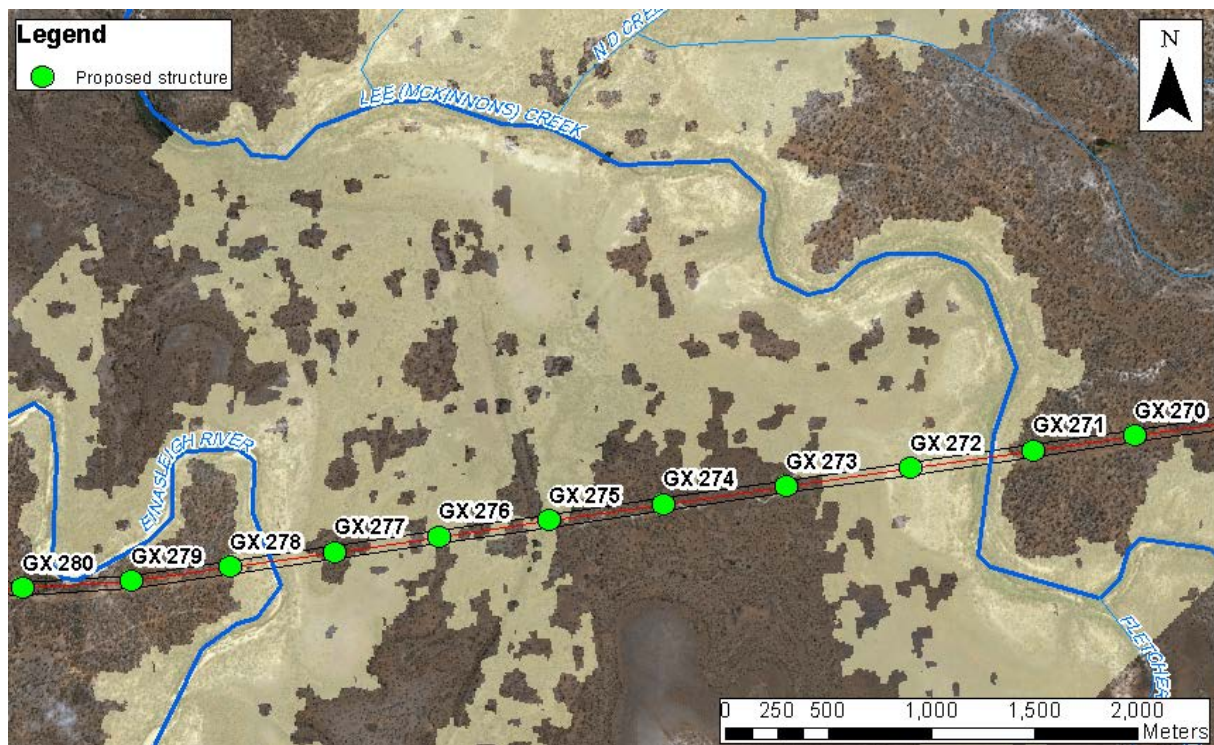 Legend
Proposed structure
N
N D CREE
LEE (MCKINNONS) CREEK
EINASLEIGH RIVER
GX 270
GX 271
GX 272
GX 273
GX 274
GX 275
GX 276
GX 277
GX 278
GX 279
GX 280
FLETCHER
0 250 500 1,000 1,500 2,000
Meters